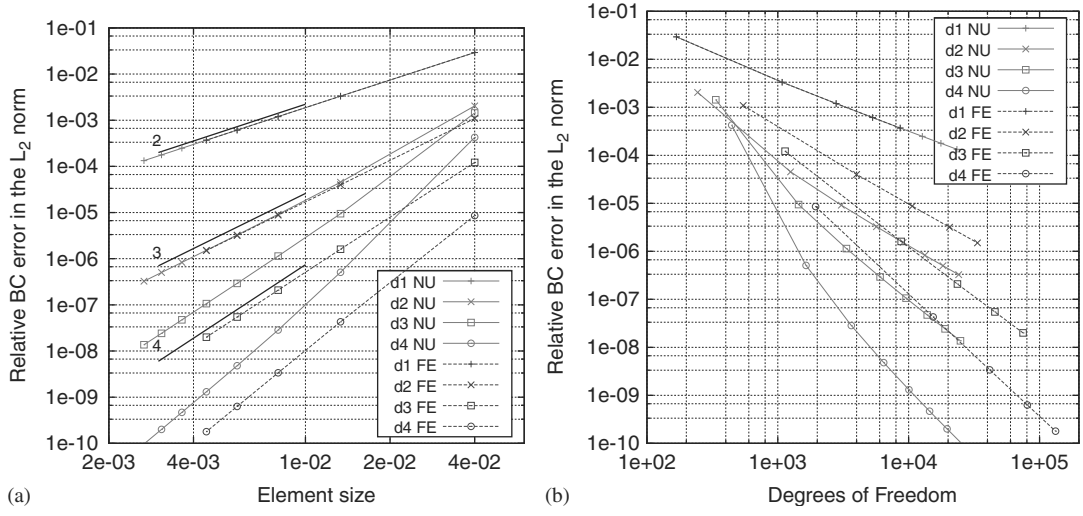 1e-01
1e-02
1e-03
1e-04
1e-05
1e-06
1e-07
1e-08
1e-09
1e-10
Relative BC error in the L2 norm
2
3
4
d1 NU
d2 NU
d3 NU
d4 NU
d1 FE
d2 FE
d3 FE
d4 FE
2e-03 4e-03 1e-02 2e-02 4e-02
(a) Element size
1e-01
1e-02
1e-03
1e-04
1e-05
1e-06
1e-07
1e-08
1e-09
1e-10
Relative BC error in the L2 norm
d1 NU
d2 NU
d3 NU
d4 NU
d1 FE
d2 FE
d3 FE
d4 FE
1e+02 1e+03 1e+04 1e+05
(b) Degrees of Freedom